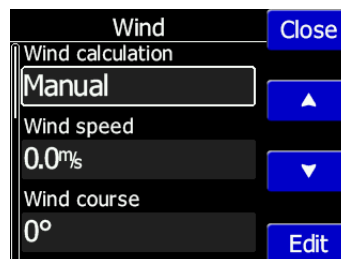 Wind
Close
Wind calculation
Manual
Wind speed
0.0m/s
Wind course
0°
Edit